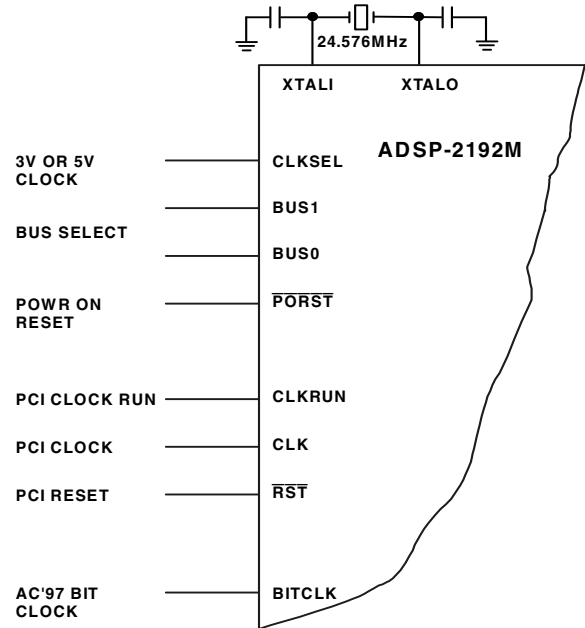 24.576MHz
XTALI XTALO
ADSP-2192M
3V OR 5V
CLOCK
CLKSEL
BUS1
BUS SELECT
BUS0
POWR ON
RESET
PORST
PCI CLOCK RUN
CLKRUN
PCI CLOCK
CLK
PCI RESET
RST
AC'97 BIT
CLOCK
BITCLK